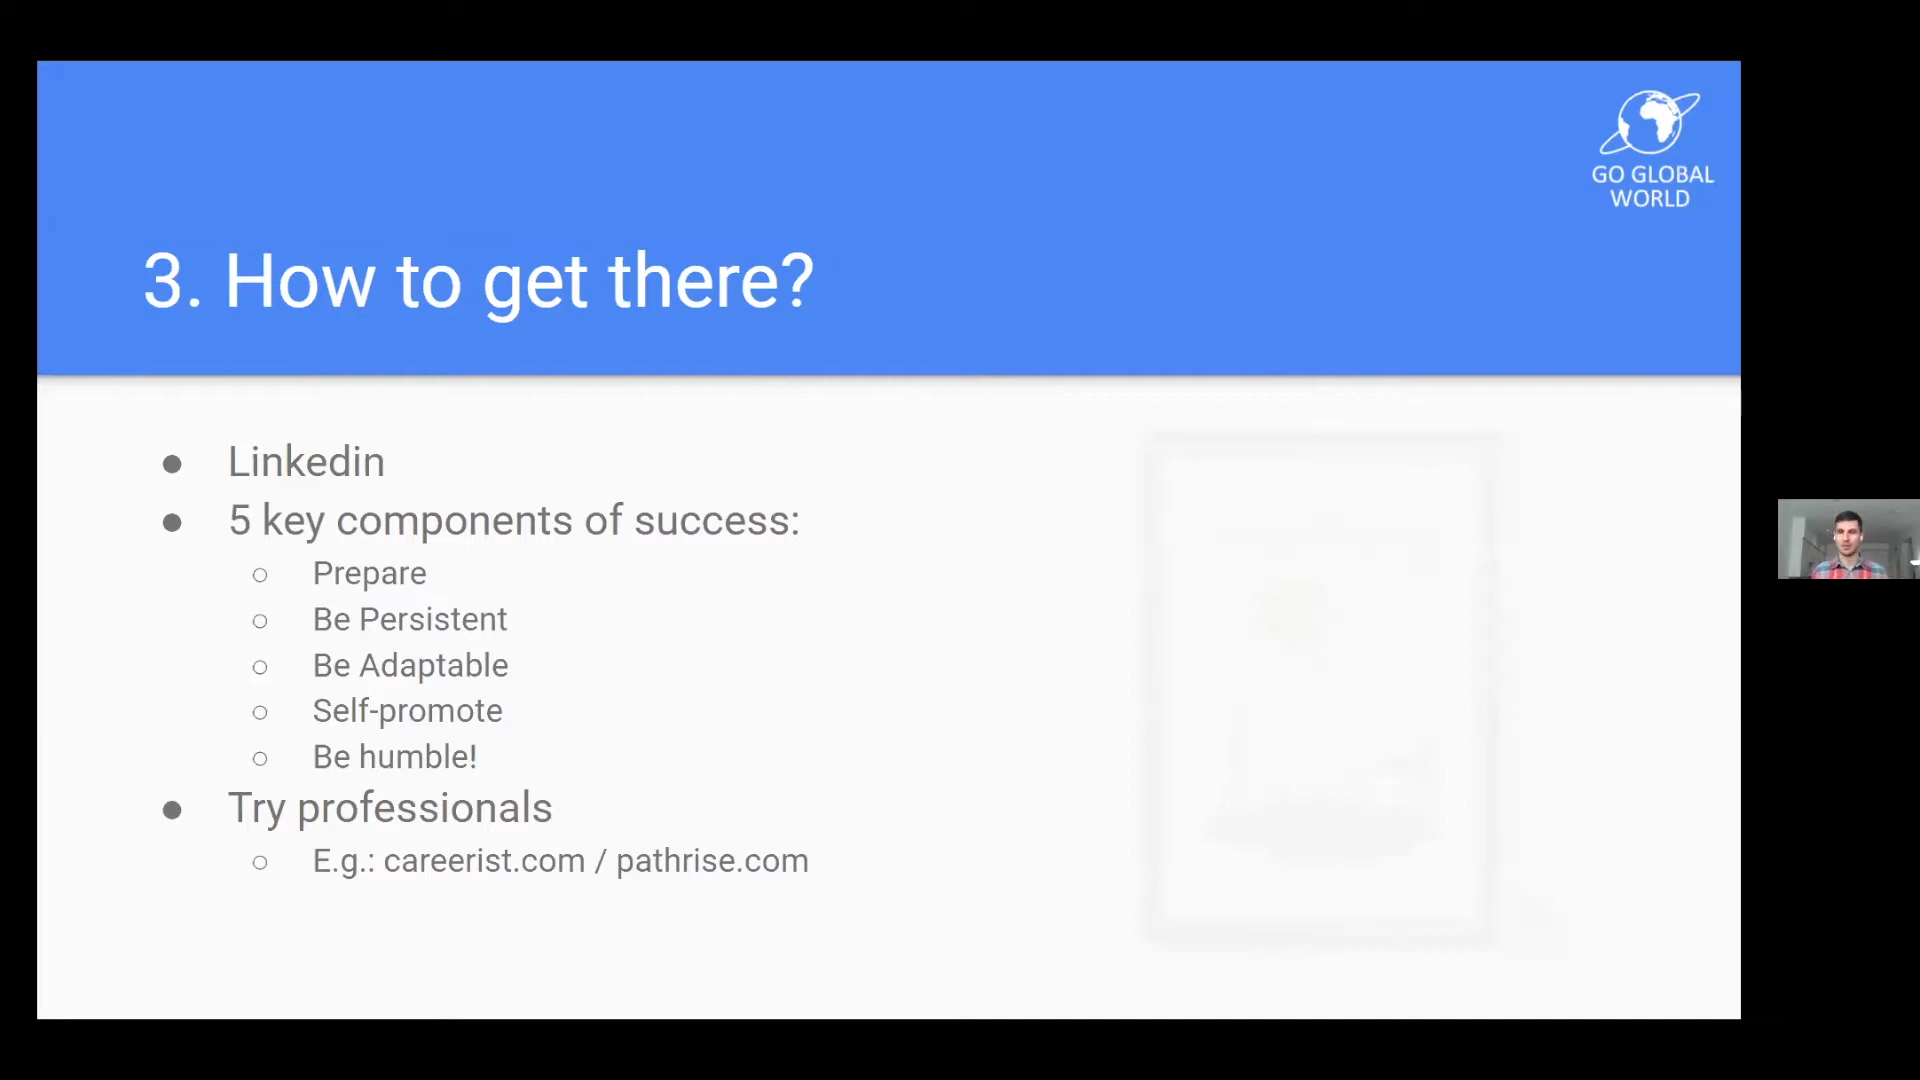 GO GLOBAL
WORLD
3. How to get there?
● Linkedin
● 5 key components of success:
○ Prepare
○ Be Persistent
○ Be Adaptable
○ Self-promote
○ Be humble!
● Try professionals
○ E.g.: careerist.com / pathrise.com